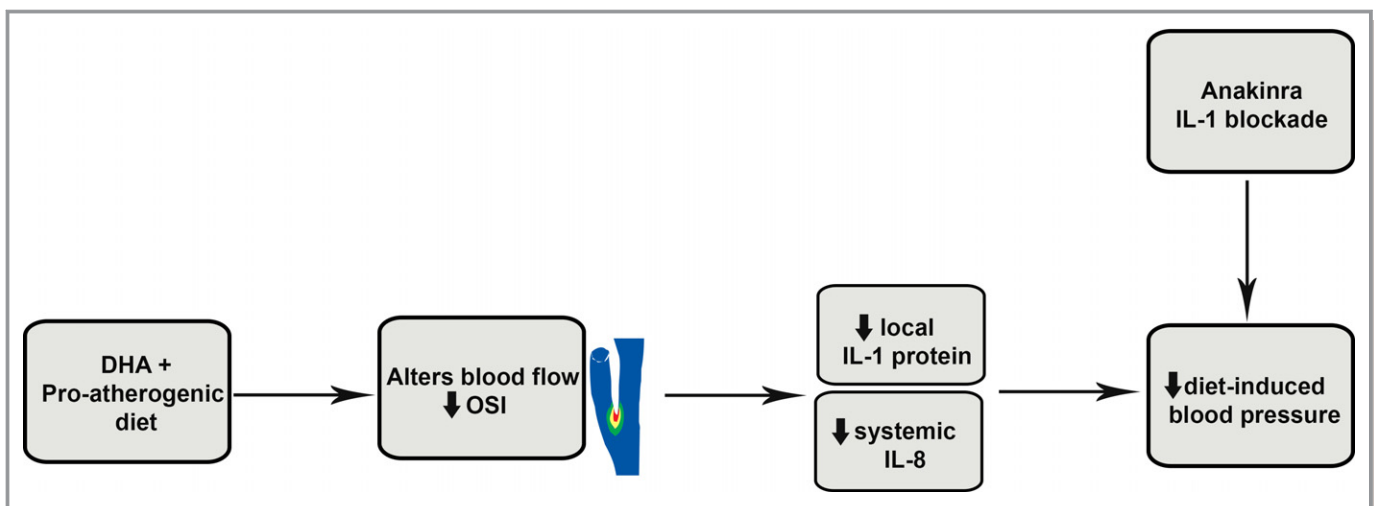 Anakinra
IL-1 blockade
DHA +
Pro-atherogenic
diet
Alters blood flow
⬇ OSI
⬇ local
IL-1 protein
⬇ systemic
IL-8
⬇ diet-induced
blood pressure